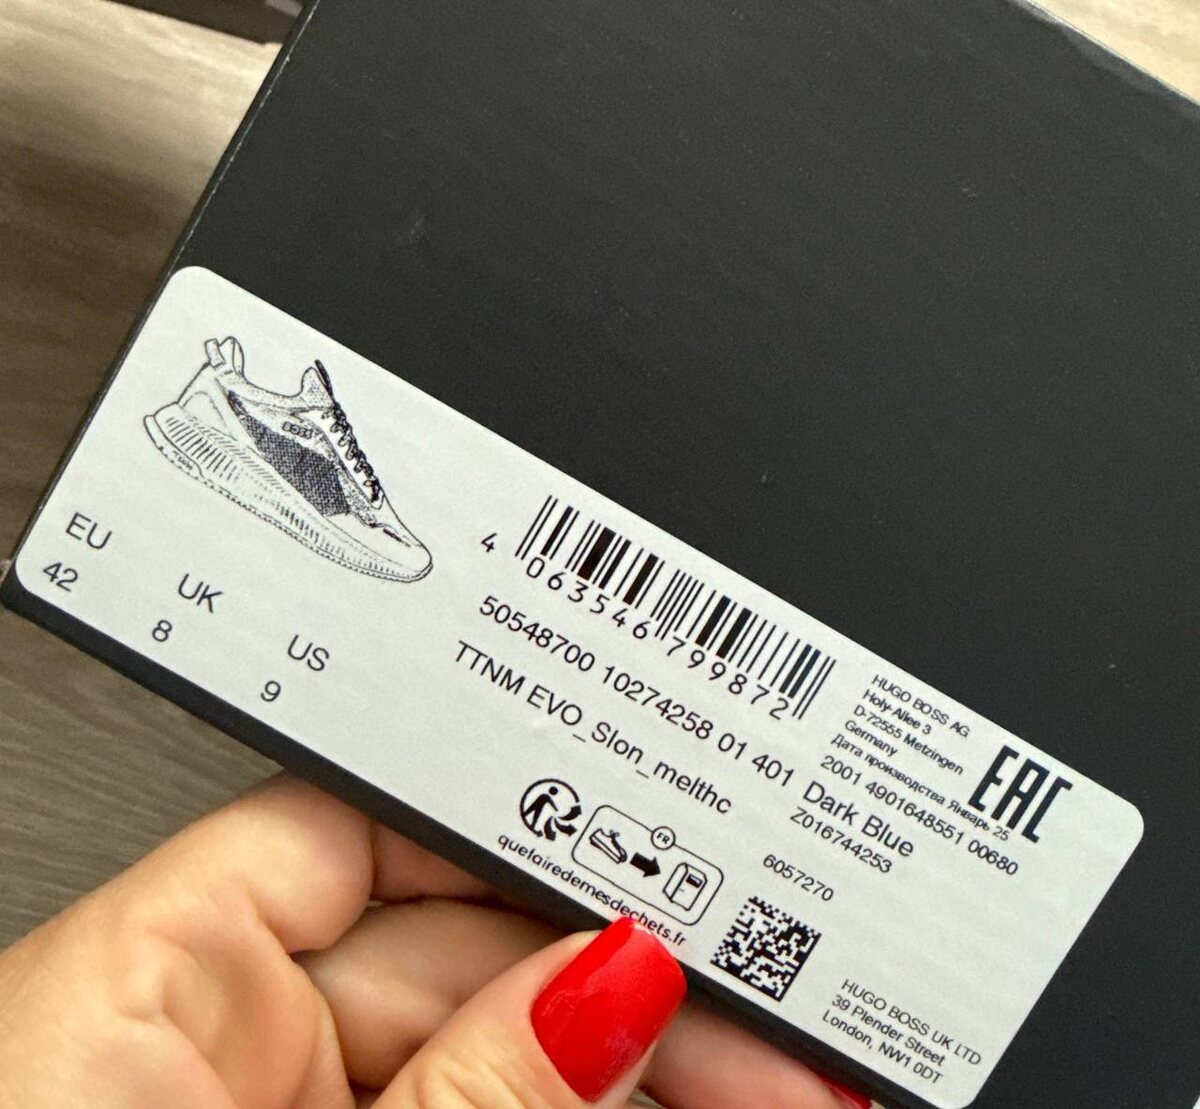 BOSS
EU
42
UK
8
US
9
4 063546 799872
50548700 10274258 01 401 Dark Blue
TTNM EVO_Slon_melthc
Z016744253
HUGO BOSS AG
Holy-Allee 3
D-72555 Metzingen
Germany
Дата производства Январь 25
2001 4901648551 00680
EAC
FR
quefairedemesdechets.fr
6057270
HUGO BOSS UK LTD
39 Plender Street
London, NW1 0DT